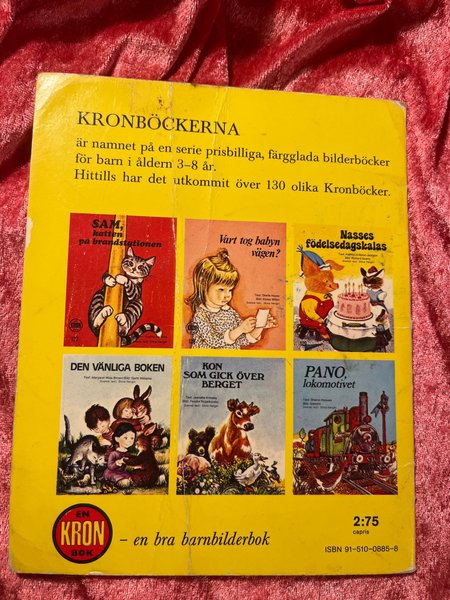 KRONBÖCKERNA
är namnet på en serie prisbilliga, färgglada bilderböcker
för barn i åldern 3–8 år.
Hittills har det utkommit över 130 olika Kronböcker.
SAM,
katten
på brandstationen
Vart tog babyn
vägen?
Nasses
födelsedagskalas
DEN VÄNLIGA BOKEN
KON
SOM GICK ÖVER
BERGET
PANO,
lokomotivet
EN
KRON
BOK
– en bra barnbilderbok
2:75
capris
ISBN 91-510-0885-8